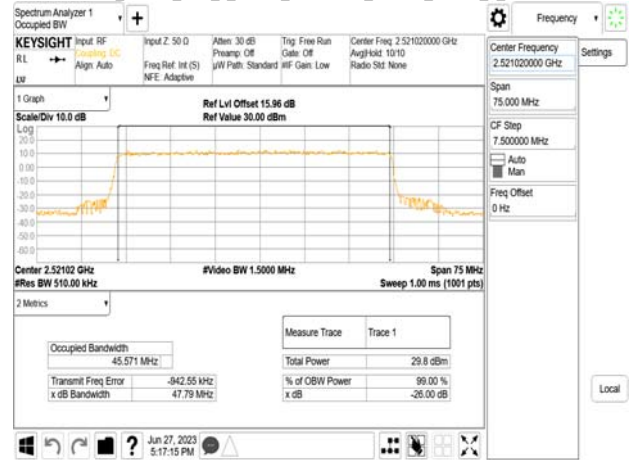 Spectrum Analyzer 1
Occupied BW
Frequency
KEYSIGHT
Input: RF
Coupling: DC
Align: Auto
Input Z: 50 Ω
Freq Ref: Int (S)
NFE: Adaptive
Atten: 30 dB
Preamp: Off
µW Path: Standard
Trig: Free Run
Gate: Off
#IF Gain: Low
Center Freq: 2.521020000 GHz
Avg|Hold: 10/10
Radio Std: None
RL
LV
Center Frequency
2.521020000 GHz
Settings
Span
75.000 MHz
CF Step
7.500000 MHz
Auto
Man
Freq Offset
0 Hz
Local
1 Graph
Scale/Div 10.0 dB
Ref Lvl Offset 15.96 dB
Ref Value 30.00 dBm
Log
20.0
10.0
0.00
-10.0
-20.0
-30.0
-40.0
-50.0
-60.0
Center 2.52102 GHz
#Video BW 1.5000 MHz
Span 75 MHz
#Res BW 510.00 kHz
Sweep 1.00 ms (1001 pts)
2 Metrics
Measure Trace Trace 1
Occupied Bandwidth
45.571 MHz
Total Power 29.8 dBm
Transmit Freq Error -942.55 kHz
% of OBW Power 99.00 %
x dB Bandwidth 47.79 MHz
x dB -26.00 dB
?
Jun 27, 2023
5:17:15 PM